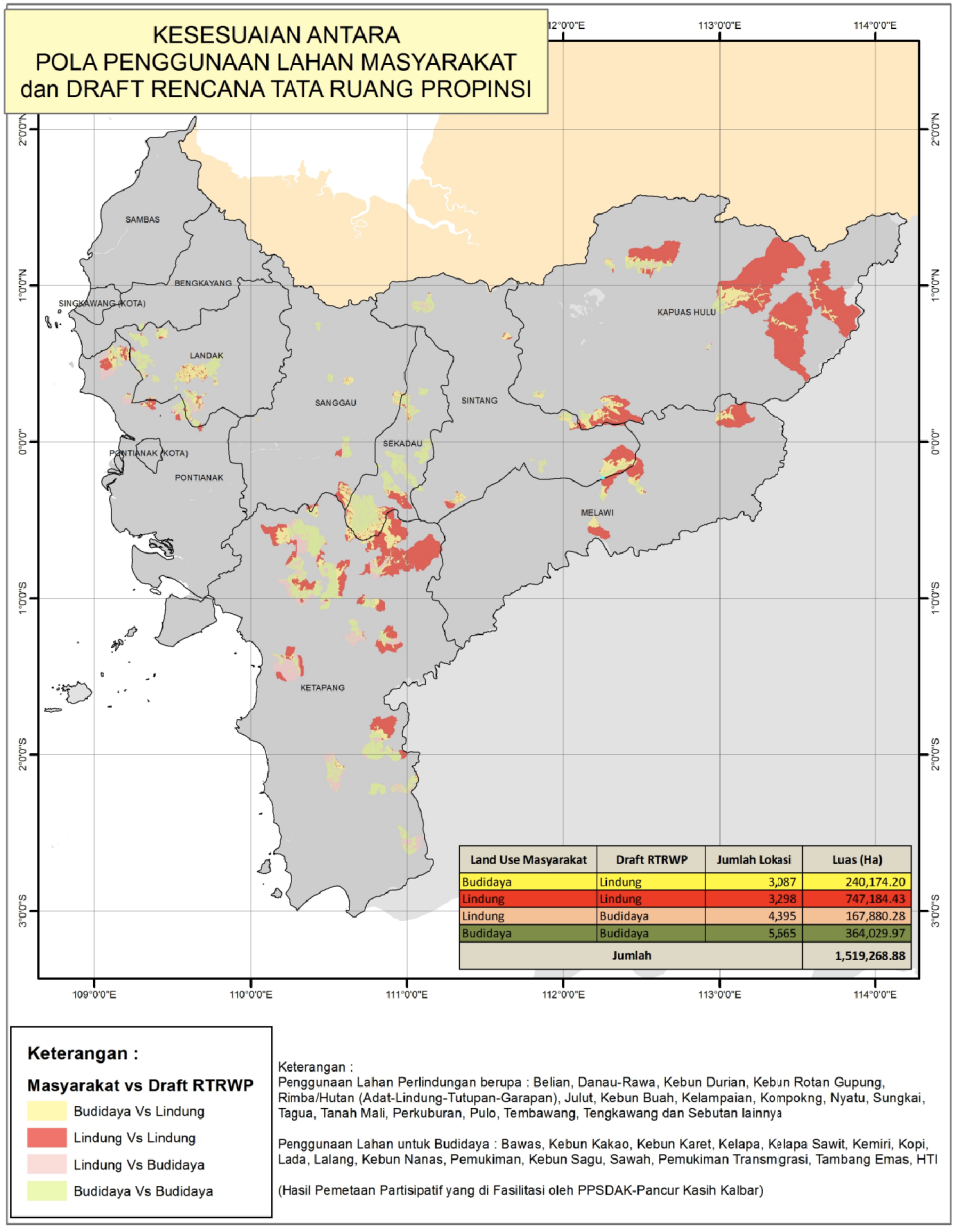 KESESUAIAN ANTARA
POLA PENGGUNAAN LAHAN MASYARAKAT
dan DRAFT RENCANA TATA RUANG PROPINSI
12°0'0"E 113°0'0"E 114°0'0"E
2°0'0"N 2°0'0"N
SAMBAS
BENGKAYANG
1°0'0"N 1°0'0"N
SINGKAWANG (KOTA)
KAPUAS HULU
LANDAK
SANGGAU
SINTANG
0°0'0" 0°0'0"
SEKADAU
PONTIANAK (KOTA)
PONTIANAK
MELAWI
1°0'0"S 1°0'0"S
KETAPANG
2°0'0"S 2°0'0"S
3°0'0"S 3°0'0"S
Land Use Masyarakat Draft RTRWP Jumlah Lokasi Luas (Ha)
Budidaya Lindung 3,087 240,174.20
Lindung Lindung 3,298 747,184.43
Lindung Budidaya 4,395 167,880.28
Budidaya Budidaya 5,665 364,029.97
Jumlah 1,519,268.88
109°0'0"E 110°0'0"E 111°0'0"E 112°0'0"E 113°0'0"E 114°0'0"E
Keterangan :
Masyarakat vs Draft RTRWP
Budidaya Vs Lindung
Lindung Vs Lindung
Lindung Vs Budidaya
Budidaya Vs Budidaya
Keterangan :
Penggunaan Lahan Perlindungan berupa : Belian, Danau-Rawa, Kebun Durian, Kebun Rotan Gupung,
Rimba/Hutan (Adat-Lindung-Tutupan-Garapan), Julut, Kebun Buah, Kelampaian, Kompokng, Nyatu, Sungkai,
Tagua, Tanah Mali, Perkuburan, Pulo, Tembawang, Tengkawang dan Sebutan lainnya
Penggunaan Lahan untuk Budidaya : Bawas, Kebun Kakao, Kebun Karet, Kelapa, Kelapa Sawit, Kemiri, Kopi,
Lada, Lalang, Kebun Nanas, Pemukiman, Kebun Sagu, Sawah, Pemukiman Transmgrasi, Tambang Emas, HTI
(Hasil Pemetaan Partisipatif yang di Fasilitasi oleh PPSDAK-Pancur Kasih Kalbar)